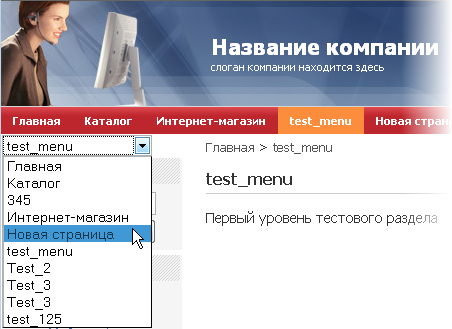 Название компании
слоган компании находится здесь
Главная Каталог Интернет-магазин test_menu Новая стран
test_menu
Главная > test_menu
Главная
Каталог
345
Интернет-магазин
Новая страница
test_menu
Test_2
Test_3
Test_3
test_125
test_menu
Первый уровень тестового раздела